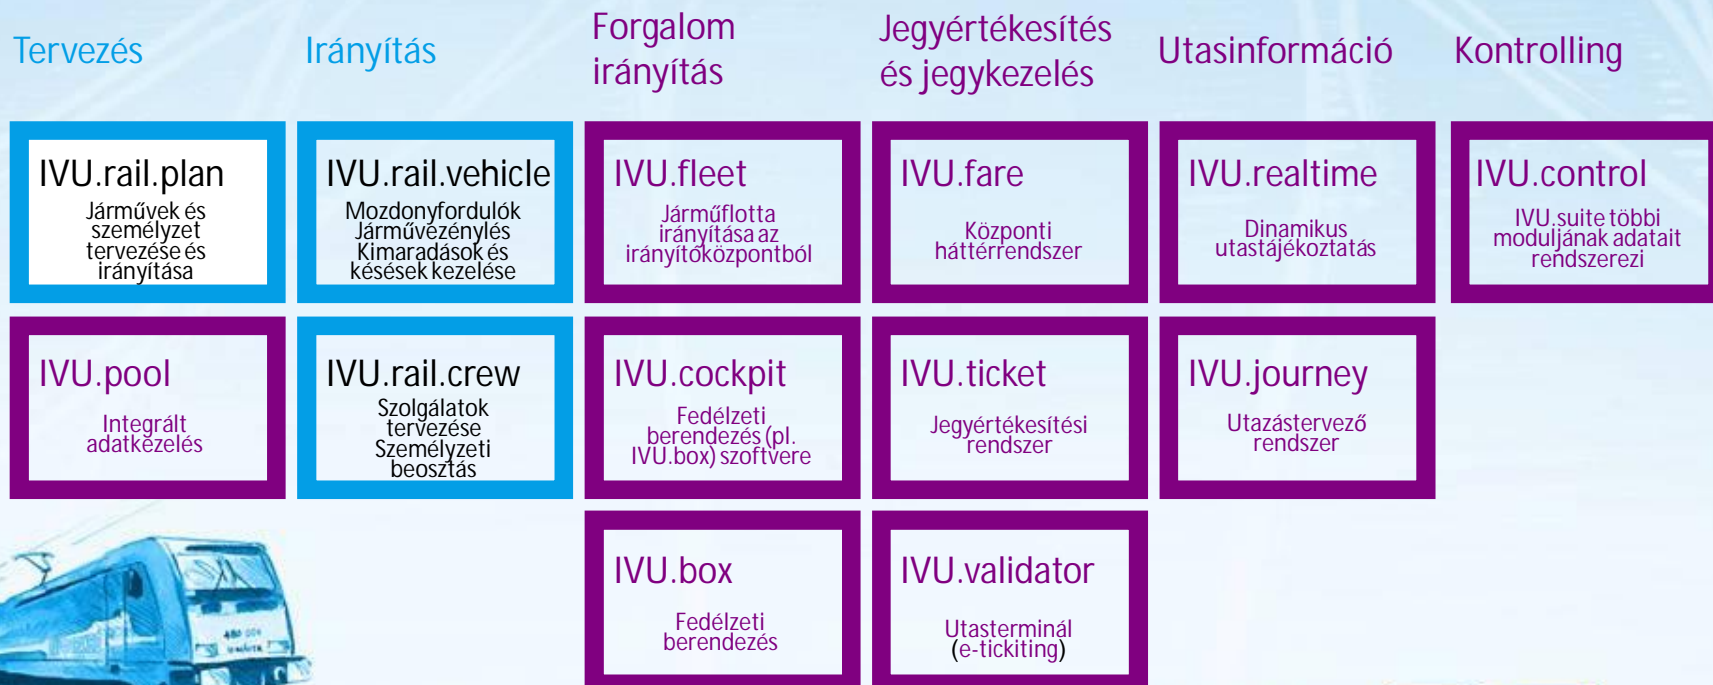 Tervezés
Irányítás
Forgalom
irányítás
Jegyértékesítés
és jegykezelés
Utasinformáció
Kontrolling
IVU.rail.plan
Járművek és
személyzet
tervezése és
irányítása
IVU.rail.vehicle
Mozdonyfordulók
Járművezénylés
Kimaradások és
késések kezelése
IVU.fleet
Járműflotta
irányítása az
irányítóközpontból
IVU.fare
Központi
háttérrendszer
IVU.realtime
Dinamikus
utastájékoztatás
IVU.control
IVU.suite többi
moduljának adatait
rendszerezi
IVU.pool
Integrált
adatkezelés
IVU.rail.crew
Szolgálatok
tervezése
Személyzeti
beosztás
IVU.cockpit
Fedélzeti
berendezés (pl.
IVU.box) szoftvere
IVU.ticket
Jegyértékesítési
rendszer
IVU.journey
Utazástervező
rendszer
IVU.box
Fedélzeti
berendezés
IVU.validator
Utasterminál
(e-tickiting)